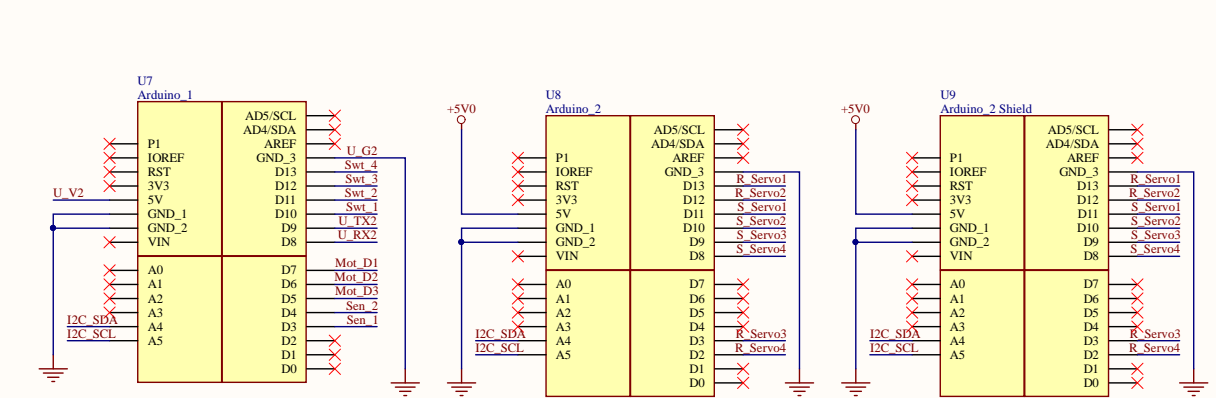 U7
Arduino_1
AD5/SCL
AD4/SDA
P1 AREF
IOREF GND_3 U_G2
RST D13 Swt_4
3V3 D12 Swt_3
U_V2 5V D11 Swt_2
GND_1 D10 Swt_1
GND_2 D9 U_TX2
VIN D8 U_RX2
A0 D7 Mot_D1
A1 D6 Mot_D2
A2 D5 Mot_D3
A3 D4 Sen_2
I2C_SDA A4 D3 Sen_1
I2C_SCL A5 D2
D1
D0
+5V0
U8
Arduino_2
AD5/SCL
AD4/SDA
P1 AREF
IOREF GND_3
RST D13 R_Servo1
3V3 D12 R_Servo2
5V D11 S_Servo1
GND_1 D10 S_Servo2
GND_2 D9 S_Servo3
VIN D8 S_Servo4
A0 D7
A1 D6
A2 D5
A3 D4
I2C_SDA A4 D3 R_Servo3
I2C_SCL A5 D2 R_Servo4
D1
D0
+5V0
U9
Arduino_2 Shield
AD5/SCL
AD4/SDA
P1 AREF
IOREF GND_3
RST D13 R_Servo1
3V3 D12 R_Servo2
5V D11 S_Servo1
GND_1 D10 S_Servo2
GND_2 D9 S_Servo3
VIN D8 S_Servo4
A0 D7
A1 D6
A2 D5
A3 D4
I2C_SDA A4 D3 R_Servo3
I2C_SCL A5 D2 R_Servo4
D1
D0